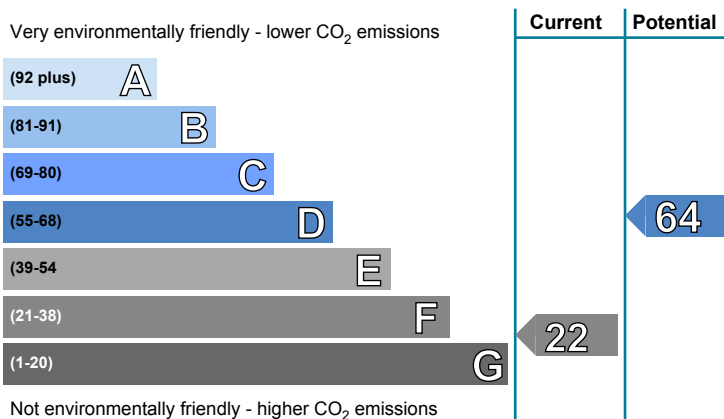 Current Potential
Very environmentally friendly - lower CO2 emissions
(92 plus) A
(81-91) B
(69-80) C
(55-68) D
64
(39-54 E
(21-38) F
22
(1-20) G
Not environmentally friendly - higher CO2 emissions